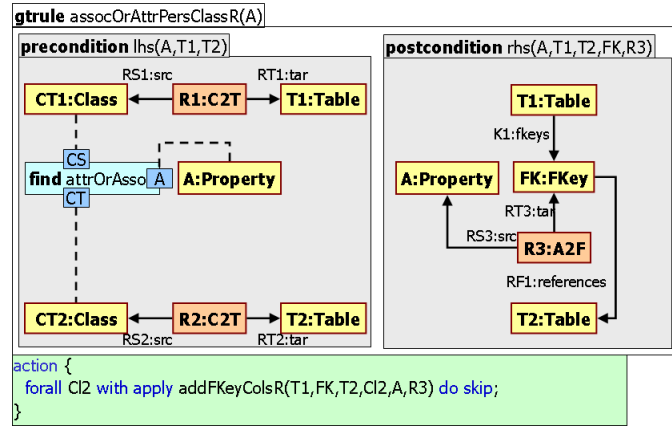 gtrule assocOrAttrPersClassR(A)
precondition lhs(A,T1,T2)
RS1:src
RT1:tar
CT1:Class
R1:C2T
T1:Table
CS
find attrOrAsso
A
A:Property
CT
CT2:Class
R2:C2T
T2:Table
RS2:src
RT2:tar
postcondition rhs(A,T1,T2,FK,R3)
T1:Table
K1:fkeys
A:Property
FK:FKey
RT3:tar
RS3:src
R3:A2F
RF1:references
T2:Table
action {
forall Cl2 with apply addFKeyColsR(T1,FK,T2,Cl2,A,R3) do skip;
}